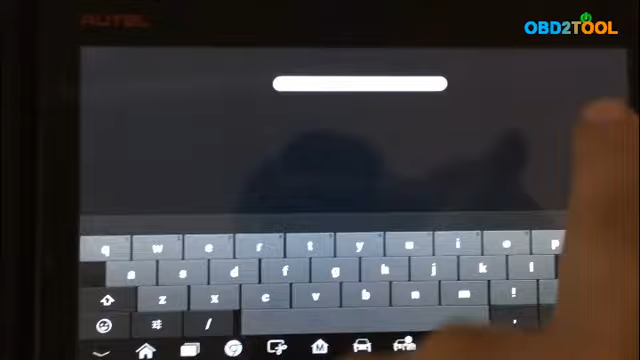 AUTEL
OBD2TOOL
q w e r t y u i o p
a s d f g h j k l
z x c v b n m !
/ ,
M